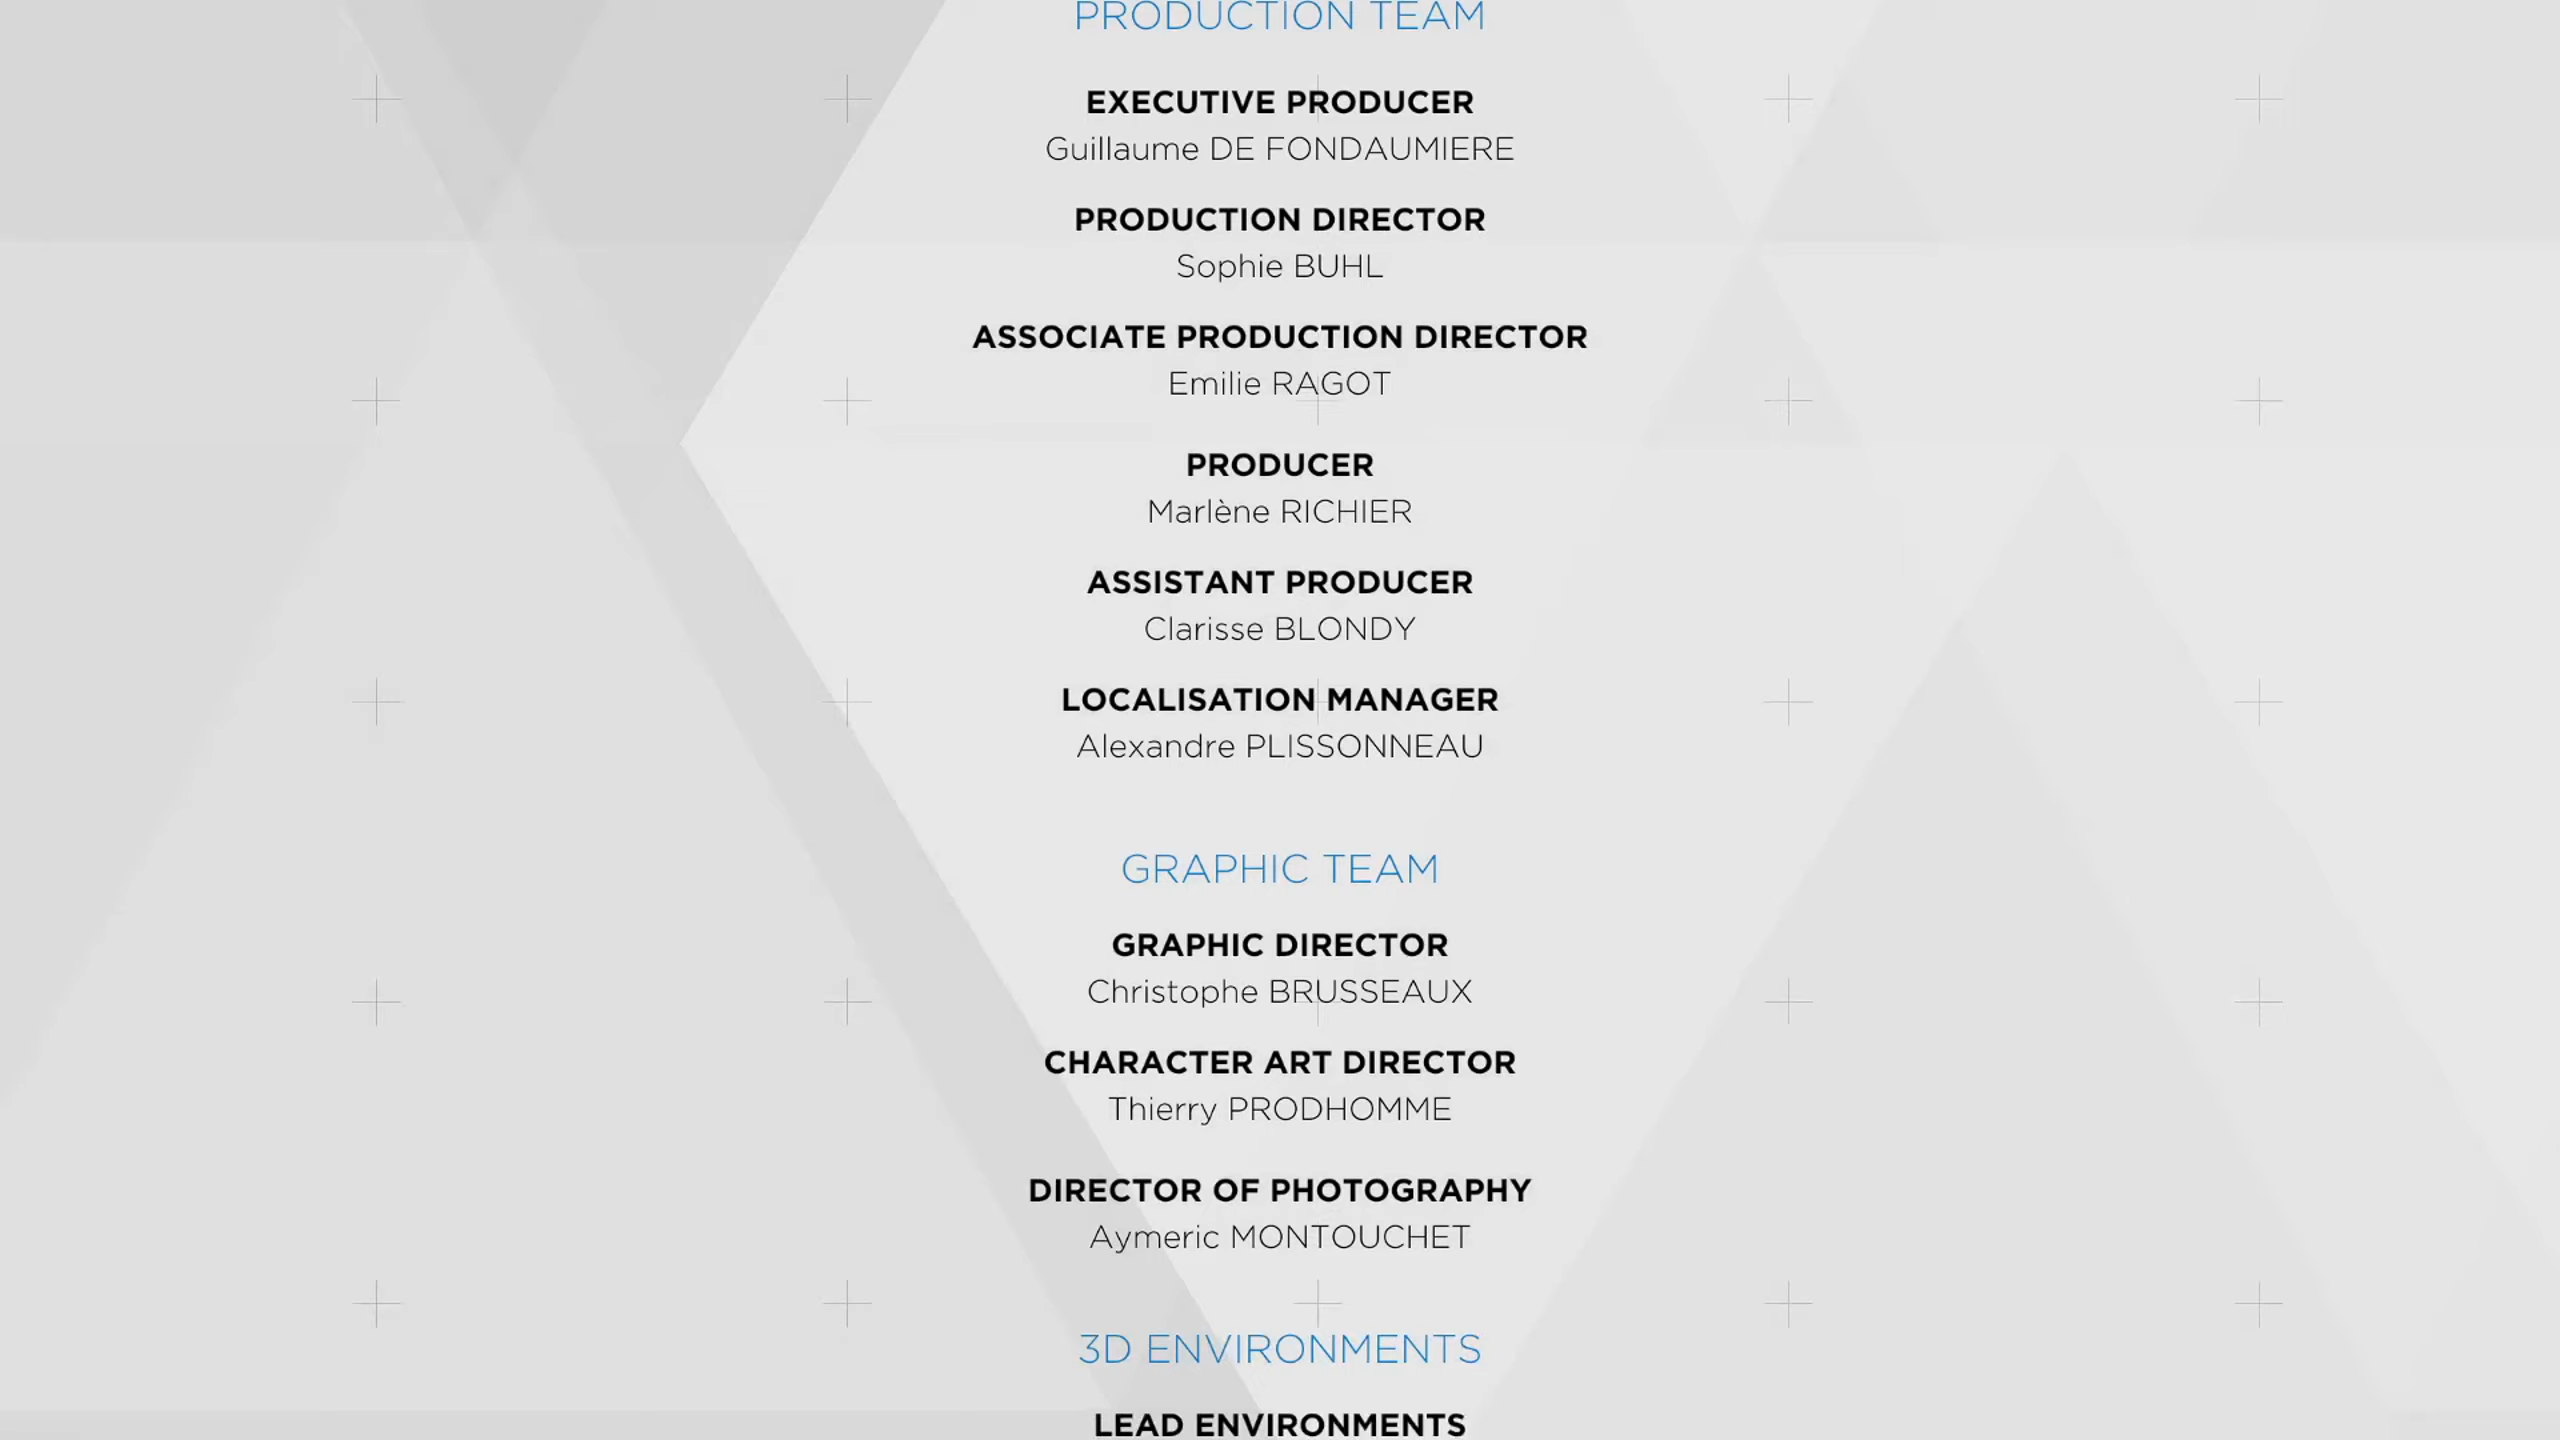 PRODUCTION TEAM
EXECUTIVE PRODUCER
Guillaume DE FONDAUMIERE
PRODUCTION DIRECTOR
Sophie BUHL
ASSOCIATE PRODUCTION DIRECTOR
Emilie RAGOT
PRODUCER
Marlène RICHIER
ASSISTANT PRODUCER
Clarisse BLONDY
LOCALISATION MANAGER
Alexandre PLISSONNEAU
GRAPHIC TEAM
GRAPHIC DIRECTOR
Christophe BRUSSEAUX
CHARACTER ART DIRECTOR
Thierry PRODHOMME
DIRECTOR OF PHOTOGRAPHY
Aymeric MONTOUCHET
3D ENVIRONMENTS
LEAD ENVIRONMENTS